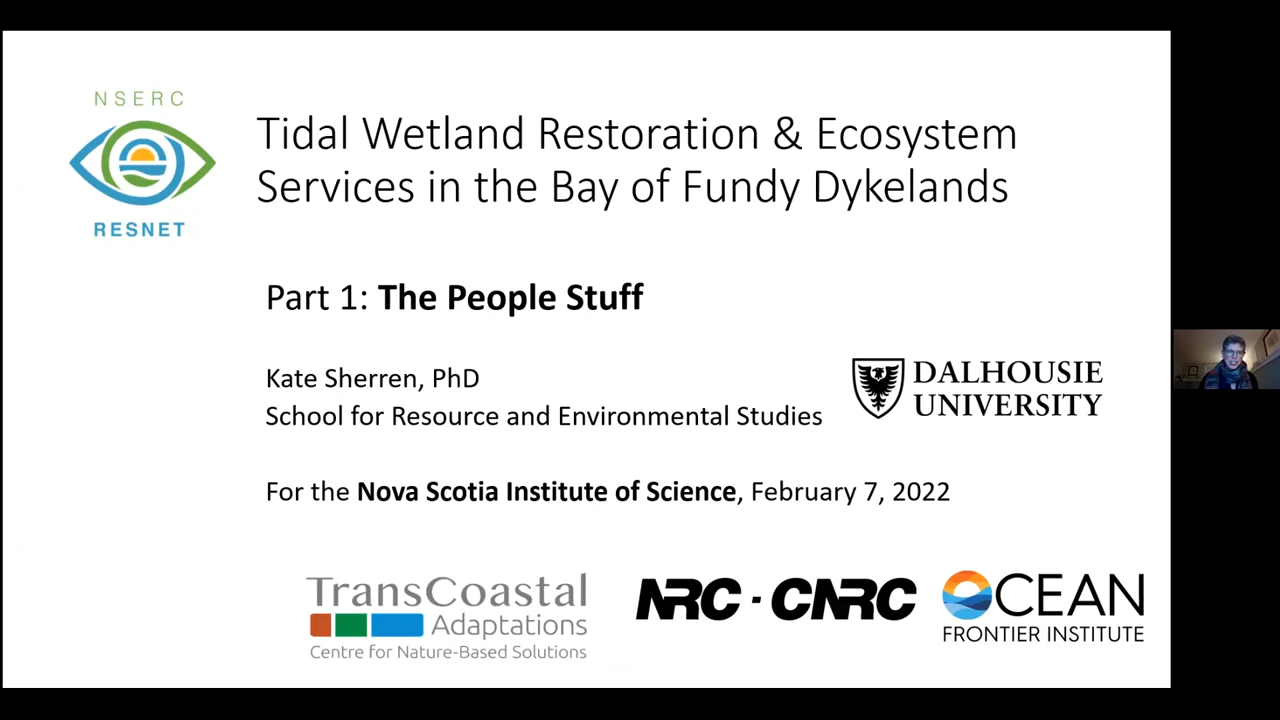 NSERC
RESNET
Tidal Wetland Restoration & Ecosystem
Services in the Bay of Fundy Dykelands
Part 1: The People Stuff
Kate Sherren, PhD
School for Resource and Environmental Studies
DALHOUSIE
UNIVERSITY
For the Nova Scotia Institute of Science, February 7, 2022
TransCoastal
Adaptations
Centre for Nature-Based Solutions
NRC · CNRC
OCEAN
FRONTIER INSTITUTE